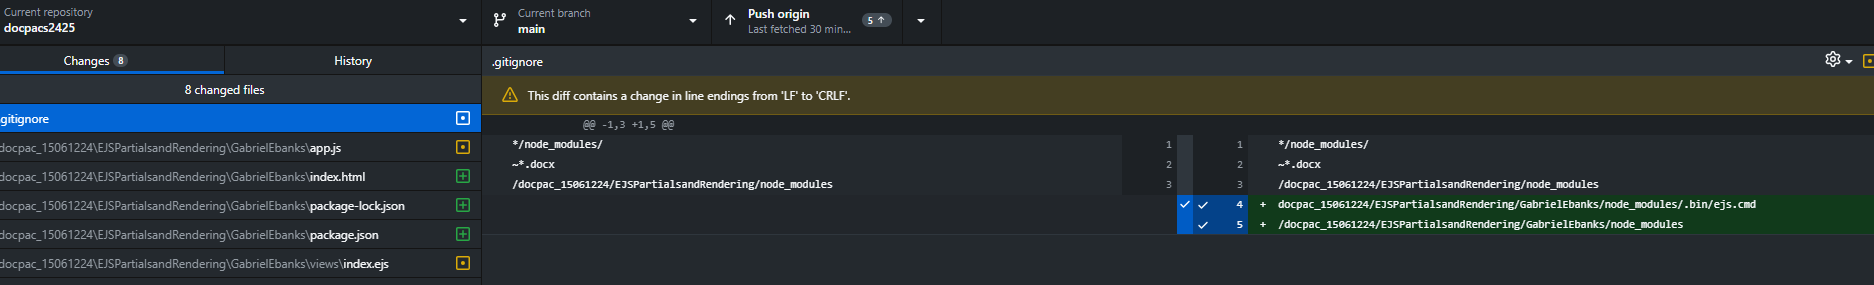 Current repository
docpacs2425
Current branch
main
Push origin
Last fetched 30 min...
5
Changes 8
History
8 changed files
.gitignore
gitignore
This diff contains a change in line endings from 'LF' to 'CRLF'.
@@ -1,3 +1,5 @@
docpac_15061224\EJSPartialsandRendering\GabrielEbanks\app.js
docpac_15061224\EJSPartialsandRendering\GabrielEbanks\index.html
docpac_15061224\EJSPartialsandRendering\GabrielEbanks\package-lock.json
docpac_15061224\EJSPartialsandRendering\GabrielEbanks\package.json
docpac_15061224\EJSPartialsandRendering\GabrielEbanks\views\index.ejs
*/node_modules/ 1
~*.docx 2
/docpac_15061224/EJSPartialsandRendering/node_modules 3
1 */node_modules/
2 ~*.docx
3 /docpac_15061224/EJSPartialsandRendering/node_modules
4 + docpac_15061224/EJSPartialsandRendering/GabrielEbanks/node_modules/.bin/ejs.cmd
5 + /docpac_15061224/EJSPartialsandRendering/GabrielEbanks/node_modules